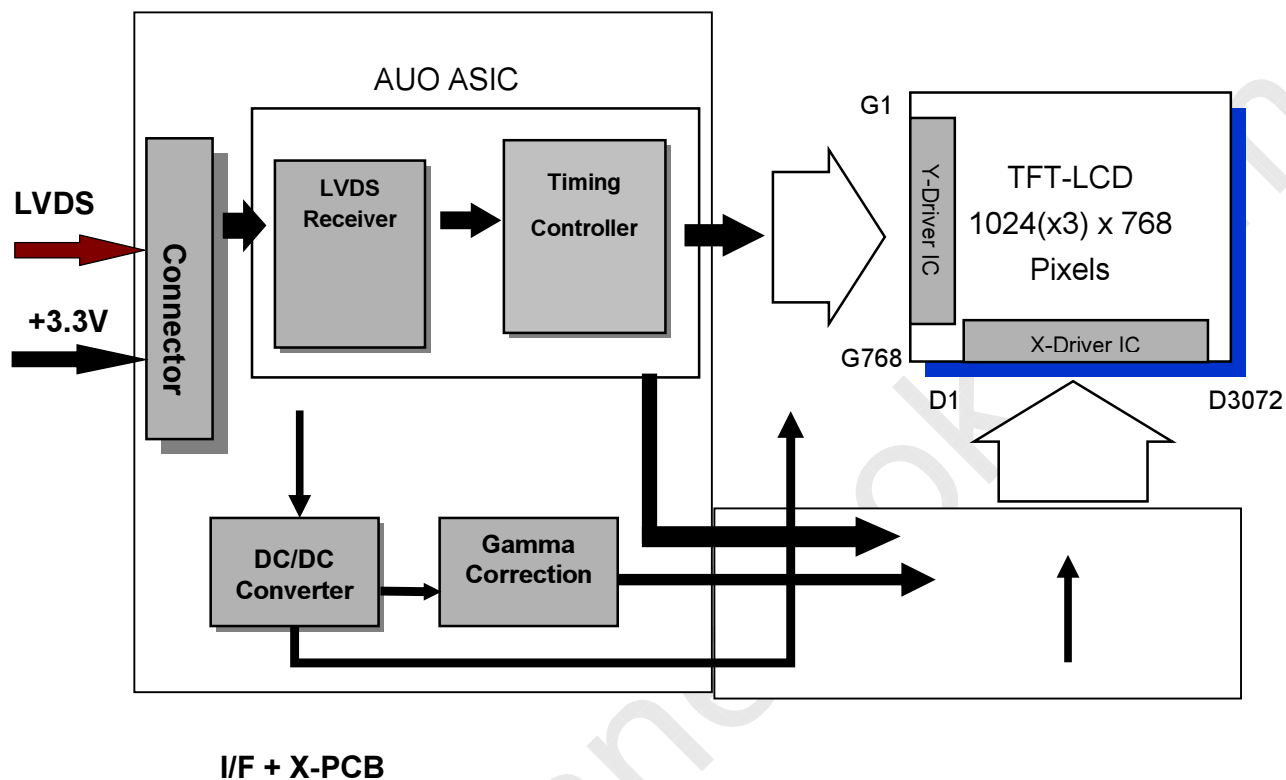 AUO ASIC
LVDS
+3.3V
Connector
LVDS
Receiver
Timing
Controller
DC/DC
Converter
Gamma
Correction
G1
G768
Y-Driver IC
TFT-LCD
1024(x3) x 768
Pixels
X-Driver IC
D1
D3072
I/F + X-PCB